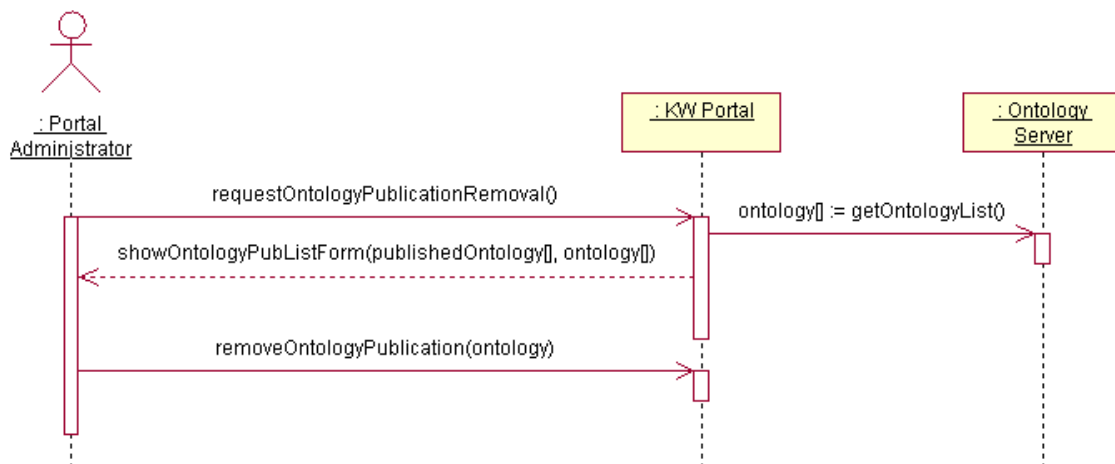 : Portal
Administrator
: KW Portal
: Ontology
Server
requestOntologyPublicationRemoval()
ontology[] := getOntologyList()
showOntologyPubListForm(publishedOntology[], ontology[])
removeOntologyPublication(ontology)